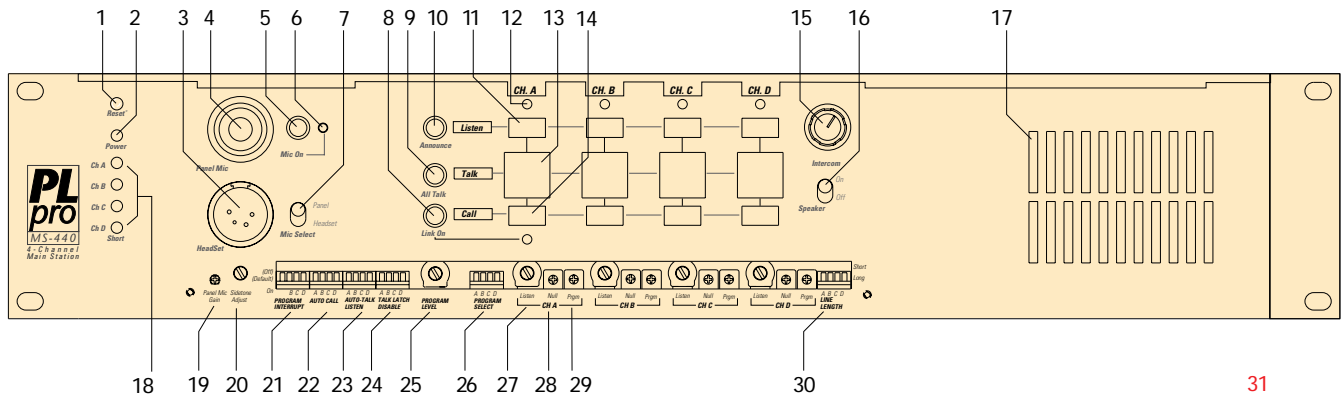 1 2 3 4 5 6 7 8 9 10 11 12 13 14 15 16 17
CH. A CH. B CH. C CH. D
Reset
Power
Ch A
Ch B
Ch C
Ch D
Short
PL
pro
MS-440
4-Channel
Main Station
Panel Mic
Mic On
HeadSet
Panel
Headset
Mic Select
Listen
Announce
Talk
All Talk
Call
Link On
Intercom
On
Off
Speaker
Panel Mic
Gain
Sidetone
Adjust
(Off)
(Default)
On
B C D
PROGRAM
INTERRUPT
A B C D
AUTO CALL
A B C D
AUTO-TALK
LISTEN
A B C D
TALK LATCH
DISABLE
PROGRAM
LEVEL
A B C D
PROGRAM
SELECT
Listen Null Prgm
CH A
Listen Null Prgm
CH B
Listen Null Prgm
CH C
Listen Null Prgm
CH D
Short
Long
A B C D
LINE
LENGTH
18 19 20 21 22 23 24 25 26 27 28 29 30 31